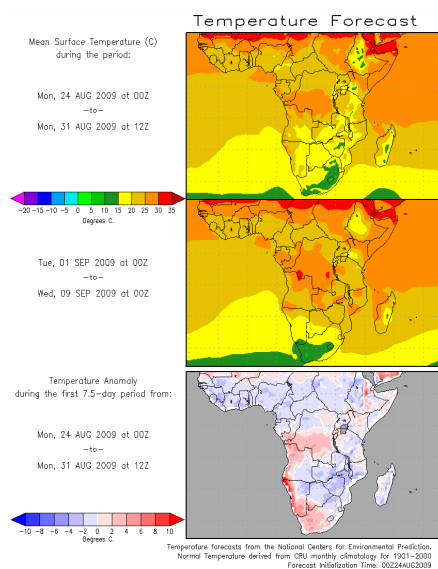 Temperature Forecast
Mean Surface Temperature (C)
during the period:
Mon, 24 AUG 2009 at 00Z
-to-
Mon, 31 AUG 2009 at 12Z
-20 -15 -10 -5 0 5 10 15 20 25 30 35
Degrees C.
Tue, 01 SEP 2009 at 00Z
-to-
Wed, 09 SEP 2009 at 00Z
Temperature Anomaly
during the first 7.5-day period from:
Mon, 24 AUG 2009 at 00Z
-to-
Mon, 31 AUG 2009 at 12Z
-10 -8 -6 -4 -2 0 2 4 6 8 10
Degrees C.
Temperature forecasts from the National Centers for Environmental Prediction.
Normal Temperature derived from CRU monthly climatology for 1901-2000
Forecast Initialization Time: 00Z24AUG2009